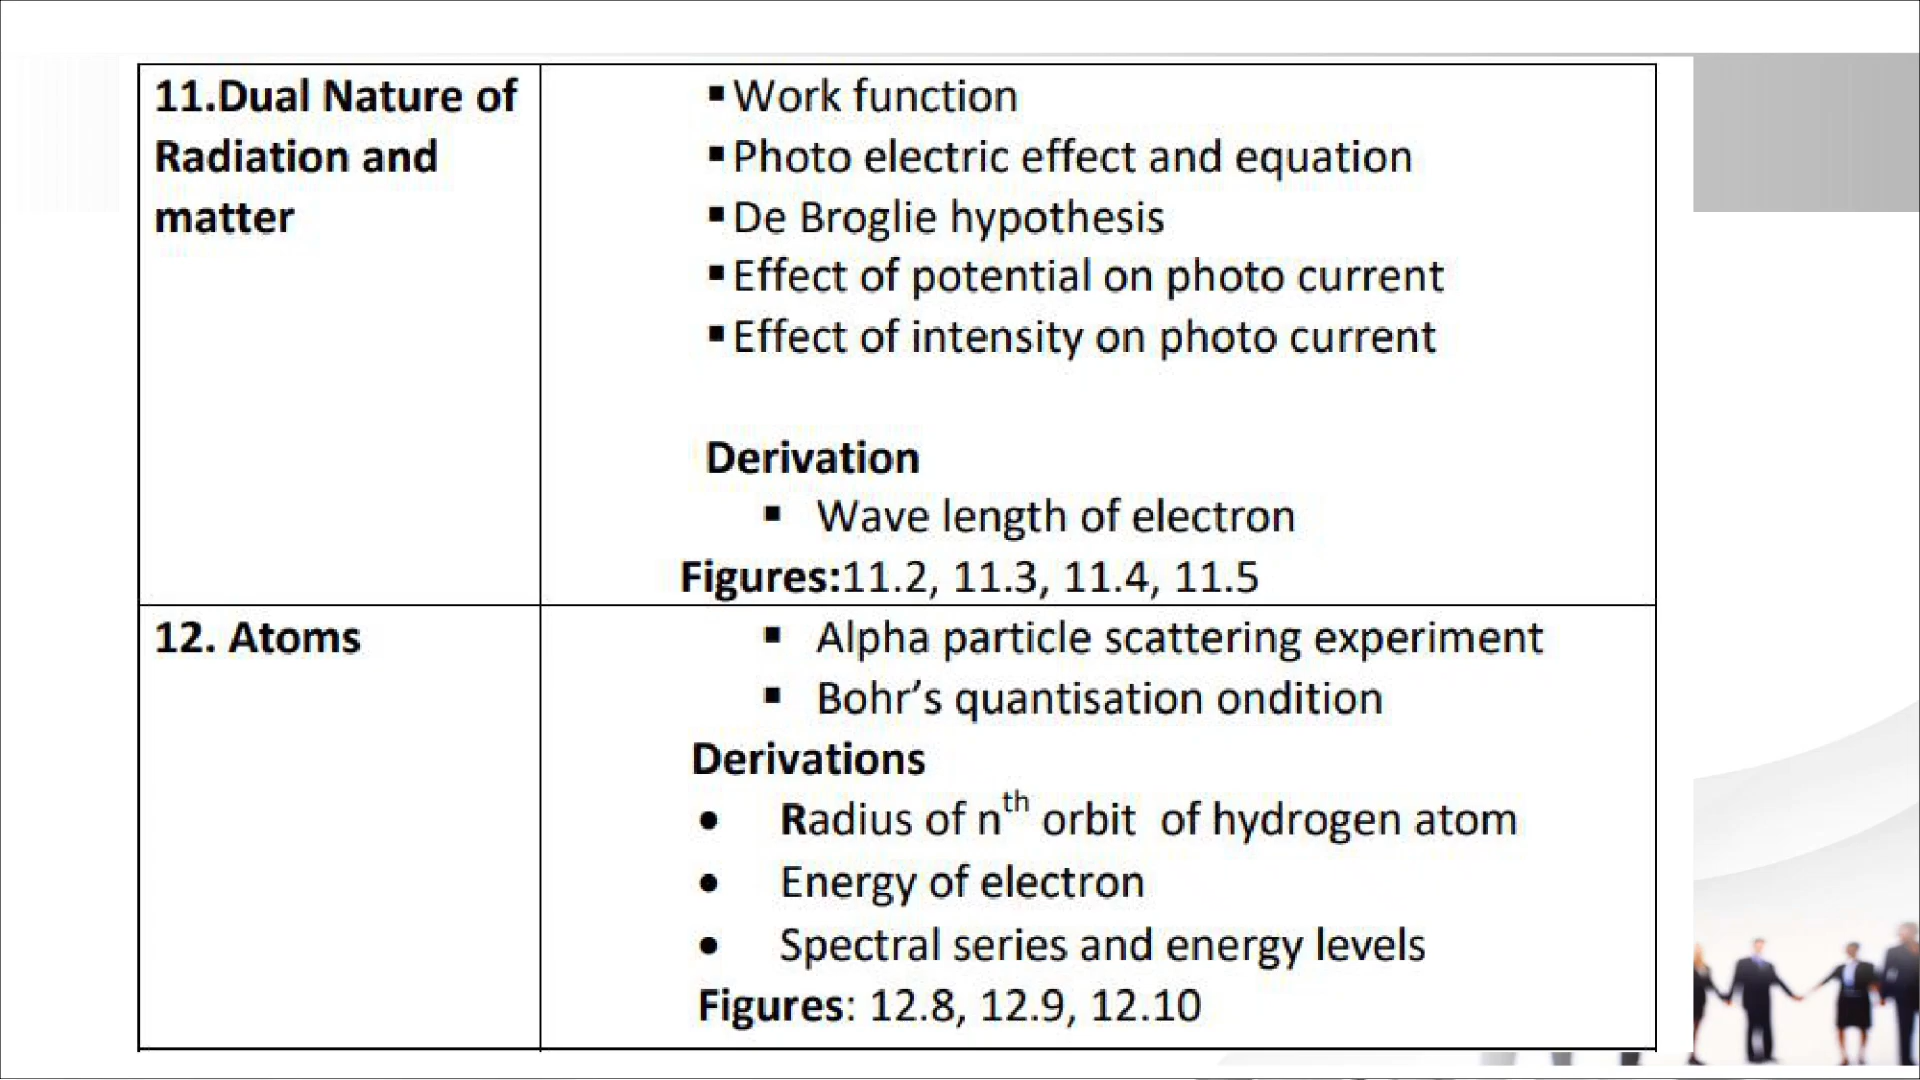 11.Dual Nature of
Radiation and
matter
▪Work function
▪Photo electric effect and equation
▪De Broglie hypothesis
▪Effect of potential on photo current
▪Effect of intensity on photo current
Derivation
▪ Wave length of electron
Figures:11.2, 11.3, 11.4, 11.5
12. Atoms
▪ Alpha particle scattering experiment
▪ Bohr’s quantisation ondition
Derivations
• Radius of nth orbit of hydrogen atom
• Energy of electron
• Spectral series and energy levels
Figures: 12.8, 12.9, 12.10